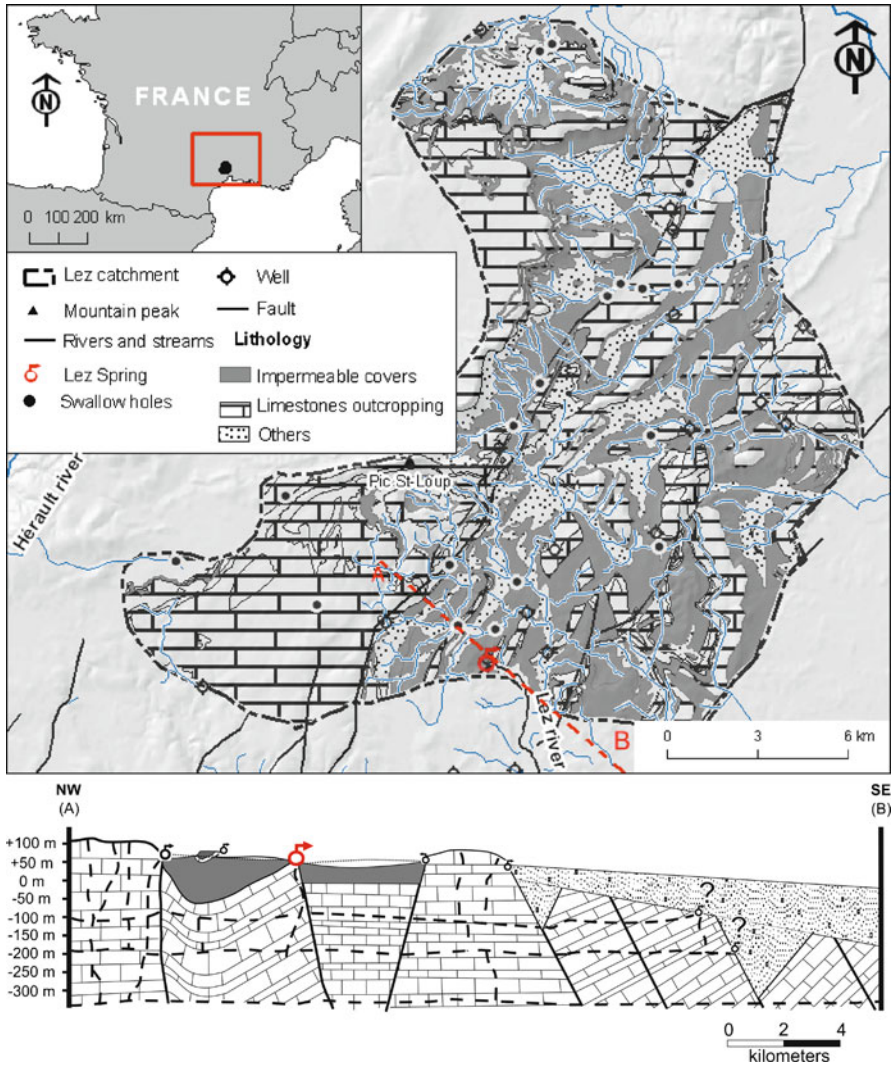 N
FRANCE
0 100 200 km
N
Lez catchment
Well
Mountain peak
Fault
Rivers and streams
Lithology
Lez Spring
Impermeable covers
Swallow holes
Limestones outcropping
Others
Pic St-Loup
Hérault river
A
Lez river
B
0 3 6 km
NW
(A)
SE
(B)
+100 m
+50 m
0 m
-50 m
-100 m
-200 m
-250 m
-300 m
?
?
0 2 4
kilometers